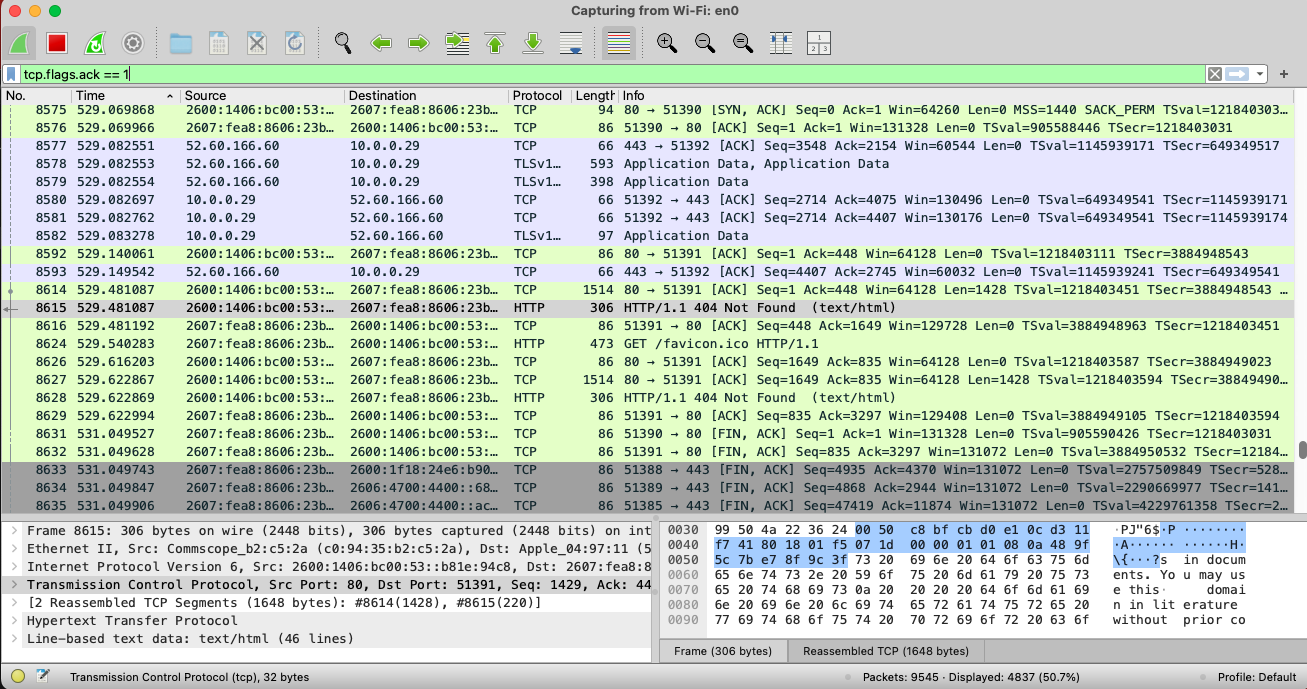 Capturing from Wi-Fi: en0
tcp.flags.ack == 1
No. Time Source Destination Protocol Length Info
8575 529.069868 2600:1406:bc00:53:… 2607:fea8:8606:23b… TCP 94 80 → 51390 [SYN, ACK] Seq=0 Ack=1 Win=64260 Len=0 MSS=1440 SACK_PERM TSval=121840303…
8576 529.069966 2607:fea8:8606:23b… 2600:1406:bc00:53:… TCP 86 51390 → 80 [ACK] Seq=1 Ack=1 Win=131328 Len=0 TSval=905588446 TSecr=1218403031
8577 529.082551 52.60.166.60 10.0.0.29 TCP 66 443 → 51392 [ACK] Seq=3548 Ack=2154 Win=60544 Len=0 TSval=1145939171 TSecr=649349517
8578 529.082553 52.60.166.60 10.0.0.29 TLSv1… 593 Application Data, Application Data
8579 529.082554 52.60.166.60 10.0.0.29 TLSv1… 398 Application Data
8580 529.082697 10.0.0.29 52.60.166.60 TCP 66 51392 → 443 [ACK] Seq=2714 Ack=4075 Win=130496 Len=0 TSval=649349541 TSecr=1145939171
8581 529.082762 10.0.0.29 52.60.166.60 TCP 66 51392 → 443 [ACK] Seq=2714 Ack=4407 Win=130176 Len=0 TSval=649349541 TSecr=1145939174
8582 529.083278 10.0.0.29 52.60.166.60 TLSv1… 97 Application Data
8592 529.140061 2600:1406:bc00:53:… 2607:fea8:8606:23b… TCP 86 80 → 51391 [ACK] Seq=1 Ack=448 Win=64128 Len=0 TSval=1218403111 TSecr=3884948543
8593 529.149542 52.60.166.60 10.0.0.29 TCP 66 443 → 51392 [ACK] Seq=4407 Ack=2745 Win=60032 Len=0 TSval=1145939241 TSecr=649349541
8614 529.481087 2600:1406:bc00:53:… 2607:fea8:8606:23b… TCP 1514 80 → 51391 [ACK] Seq=1 Ack=448 Win=64128 Len=1428 TSval=1218403451 TSecr=3884948543 …
8615 529.481087 2600:1406:bc00:53:… 2607:fea8:8606:23b… HTTP 306 HTTP/1.1 404 Not Found (text/html)
8616 529.481192 2607:fea8:8606:23b… 2600:1406:bc00:53:… TCP 86 51391 → 80 [ACK] Seq=448 Ack=1649 Win=129728 Len=0 TSval=3884948963 TSecr=1218403451
8624 529.540283 2607:fea8:8606:23b… 2600:1406:bc00:53:… HTTP 473 GET /favicon.ico HTTP/1.1
8626 529.616203 2600:1406:bc00:53:… 2607:fea8:8606:23b… TCP 86 80 → 51391 [ACK] Seq=1649 Ack=835 Win=64128 Len=0 TSval=1218403587 TSecr=3884949023
8627 529.622867 2600:1406:bc00:53:… 2607:fea8:8606:23b… TCP 1514 80 → 51391 [ACK] Seq=1649 Ack=835 Win=64128 Len=1428 TSval=1218403594 TSecr=38849490…
8628 529.622869 2600:1406:bc00:53:… 2607:fea8:8606:23b… HTTP 306 HTTP/1.1 404 Not Found (text/html)
8629 529.622994 2607:fea8:8606:23b… 2600:1406:bc00:53:… TCP 86 51391 → 80 [ACK] Seq=835 Ack=3297 Win=129408 Len=0 TSval=3884949105 TSecr=1218403594
8631 531.049527 2607:fea8:8606:23b… 2600:1406:bc00:53:… TCP 86 51390 → 80 [FIN, ACK] Seq=1 Ack=1 Win=131328 Len=0 TSval=905590426 TSecr=1218403031
8632 531.049628 2607:fea8:8606:23b… 2600:1406:bc00:53:… TCP 86 51391 → 80 [FIN, ACK] Seq=835 Ack=3297 Win=131072 Len=0 TSval=3884950532 TSecr=12184…
8633 531.049743 2607:fea8:8606:23b… 2600:1f18:24e6:b90… TCP 86 51388 → 443 [FIN, ACK] Seq=4935 Ack=4370 Win=131072 Len=0 TSval=2757509849 TSecr=528…
8634 531.049847 2607:fea8:8606:23b… 2606:4700:4400::68… TCP 86 51389 → 443 [FIN, ACK] Seq=4868 Ack=2944 Win=131072 Len=0 TSval=2290669977 TSecr=141…
8635 531.049906 2607:fea8:8606:23b… 2606:4700:4400::ac… TCP 86 51385 → 443 [FIN, ACK] Seq=47419 Ack=11874 Win=131072 Len=0 TSval=4229761358 TSecr=2…
Frame 8615: 306 bytes on wire (2448 bits), 306 bytes captured (2448 bits) on int
Ethernet II, Src: Commscope_b2:c5:2a (c0:94:35:b2:c5:2a), Dst: Apple_04:97:11 (5
Internet Protocol Version 6, Src: 2600:1406:bc00:53::b81e:94c8, Dst: 2607:fea8:8
Transmission Control Protocol, Src Port: 80, Dst Port: 51391, Seq: 1429, Ack: 44
[2 Reassembled TCP Segments (1648 bytes): #8614(1428), #8615(220)]
Hypertext Transfer Protocol
Line-based text data: text/html (46 lines)
0030 99 50 4a 22 36 24 00 50 c8 bf cb d0 e1 0c d3 11 ·PJ"6$·P ········
0040 f7 41 80 18 01 f5 07 1d 00 00 01 01 08 0a 48 9f ·A······ ······H·
0050 5c 7b e7 8f 9c 3f 73 20 69 6e 20 64 6f 63 75 6d \{···?s in docum
0060 65 6e 74 73 2e 20 59 6f 75 20 6d 61 79 20 75 73 ents. Yo u may us
0070 65 20 74 68 69 73 0a 20 20 20 20 64 6f 6d 61 69 e this· domai
0080 6e 20 69 6e 20 6c 69 74 65 72 61 74 75 72 65 20 n in lit erature
0090 77 69 74 68 6f 75 74 20 70 72 69 6f 72 20 63 6f without prior co
Frame (306 bytes) Reassembled TCP (1648 bytes)
Transmission Control Protocol (tcp), 32 bytes Packets: 9545 · Displayed: 4837 (50.7%) Profile: Default